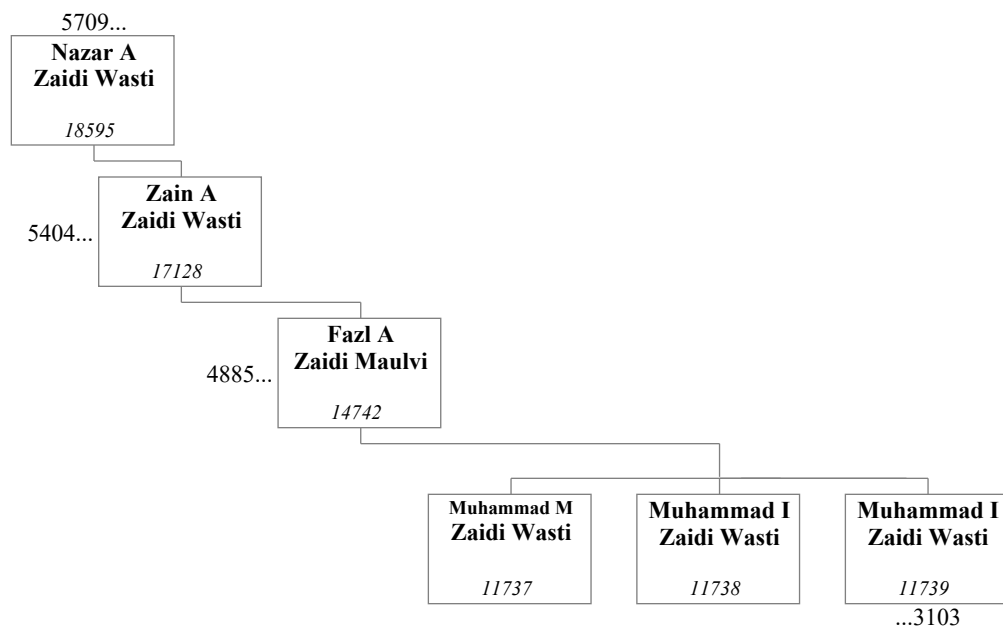 5709...
Nazar A
Zaidi Wasti
18595
Zain A
Zaidi Wasti
5404...
17128
Fazl A
Zaidi Maulvi
4885...
14742
Muhammad M
Zaidi Wasti
11737
Muhammad I
Zaidi Wasti
11738
Muhammad I
Zaidi Wasti
11739
...3103